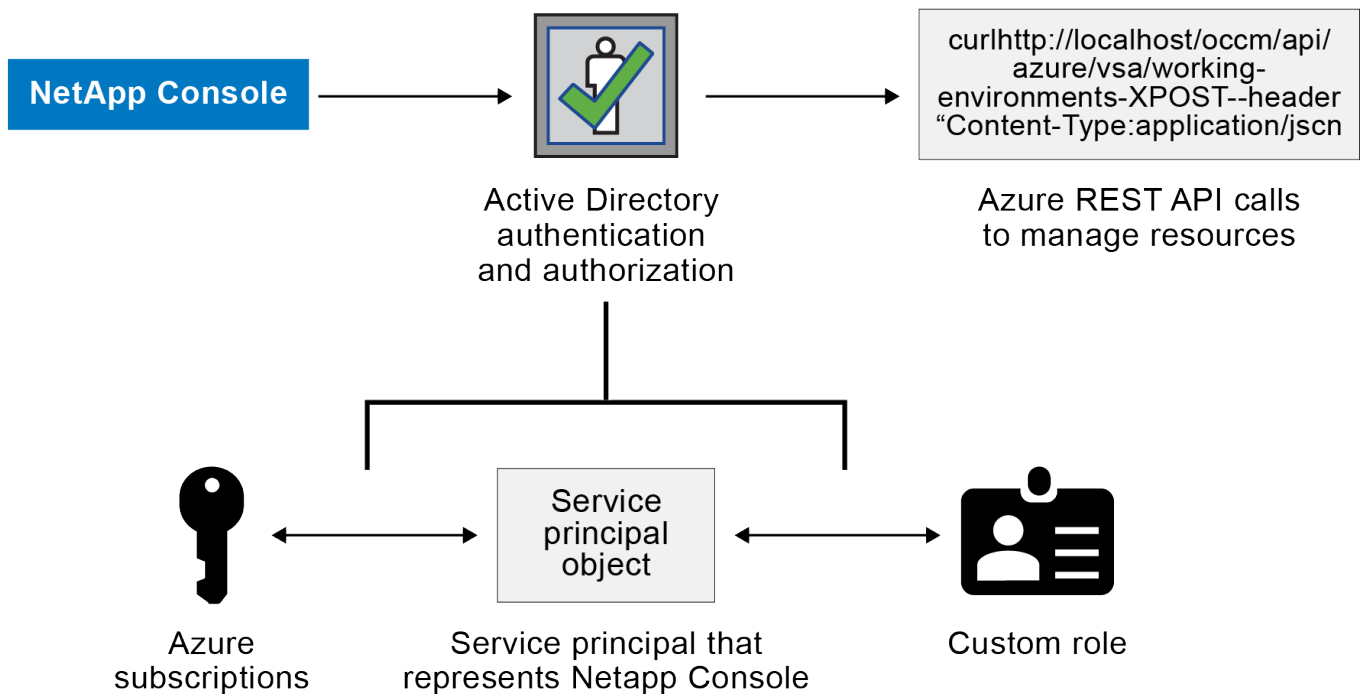 NetApp Console
curlhttp://localhost/occm/api/
azure/vsa/working-
environments-XPOST--header
“Content-Type:application/jscn
Active Directory
authentication
and authorization
Azure REST API calls
to manage resources
Service
principal
object
Azure
subscriptions
Service principal that
represents Netapp Console
Custom role